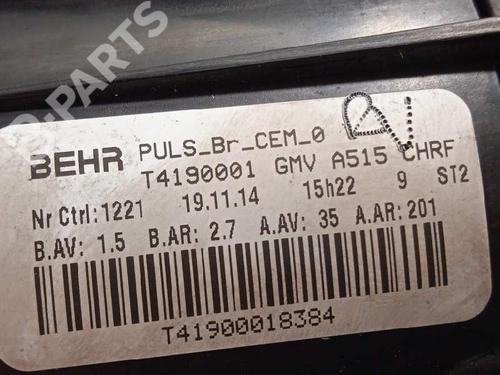 B-PARTS
BEHR PULS_Br_CEM_0
T4190001 GMV A515 CHRF
Nr Ctrl:1221 19.11.14 15h22 9 ST2
B.AV: 1.5 B.AR: 2.7 A.AV: 35 A.AR:201
T41900018384